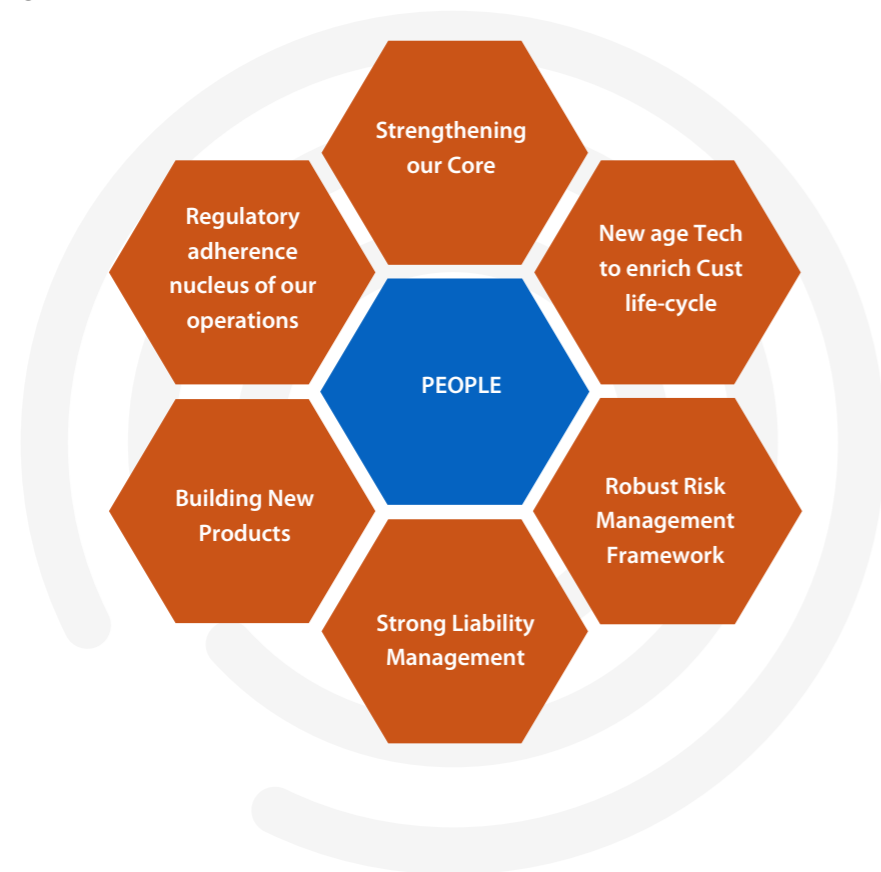 Strengthening
our Core
Regulatory
adherence
nucleus of our
operations
New age Tech
to enrich Cust
life-cycle
PEOPLE
Building New
Products
Robust Risk
Management
Framework
Strong Liability
Management